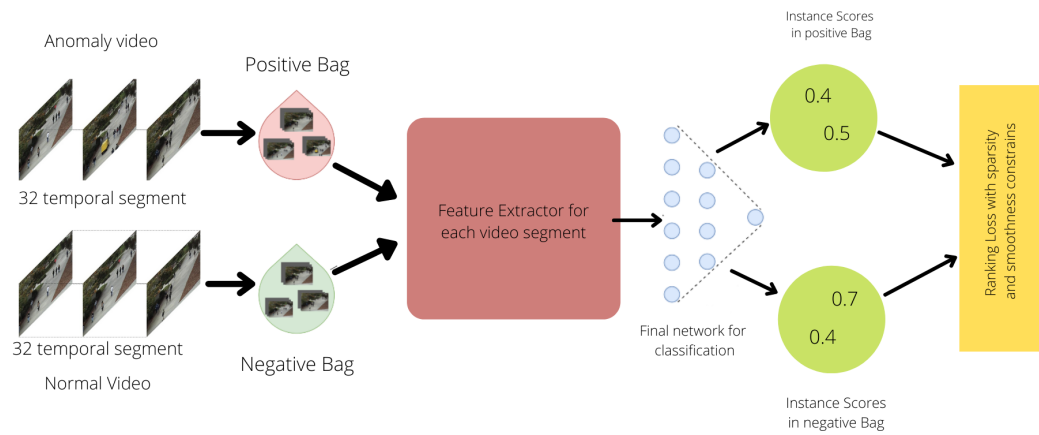 Anomaly video
32 temporal segment
Positive Bag
32 temporal segment
Normal Video
Negative Bag
Feature Extractor for
each video segment
Final network for
classification
Instance Scores
in positive Bag
0.4
0.5
0.7
0.4
Instance Scores
in negative Bag
Ranking Loss with sparsity
and smoothness constrains